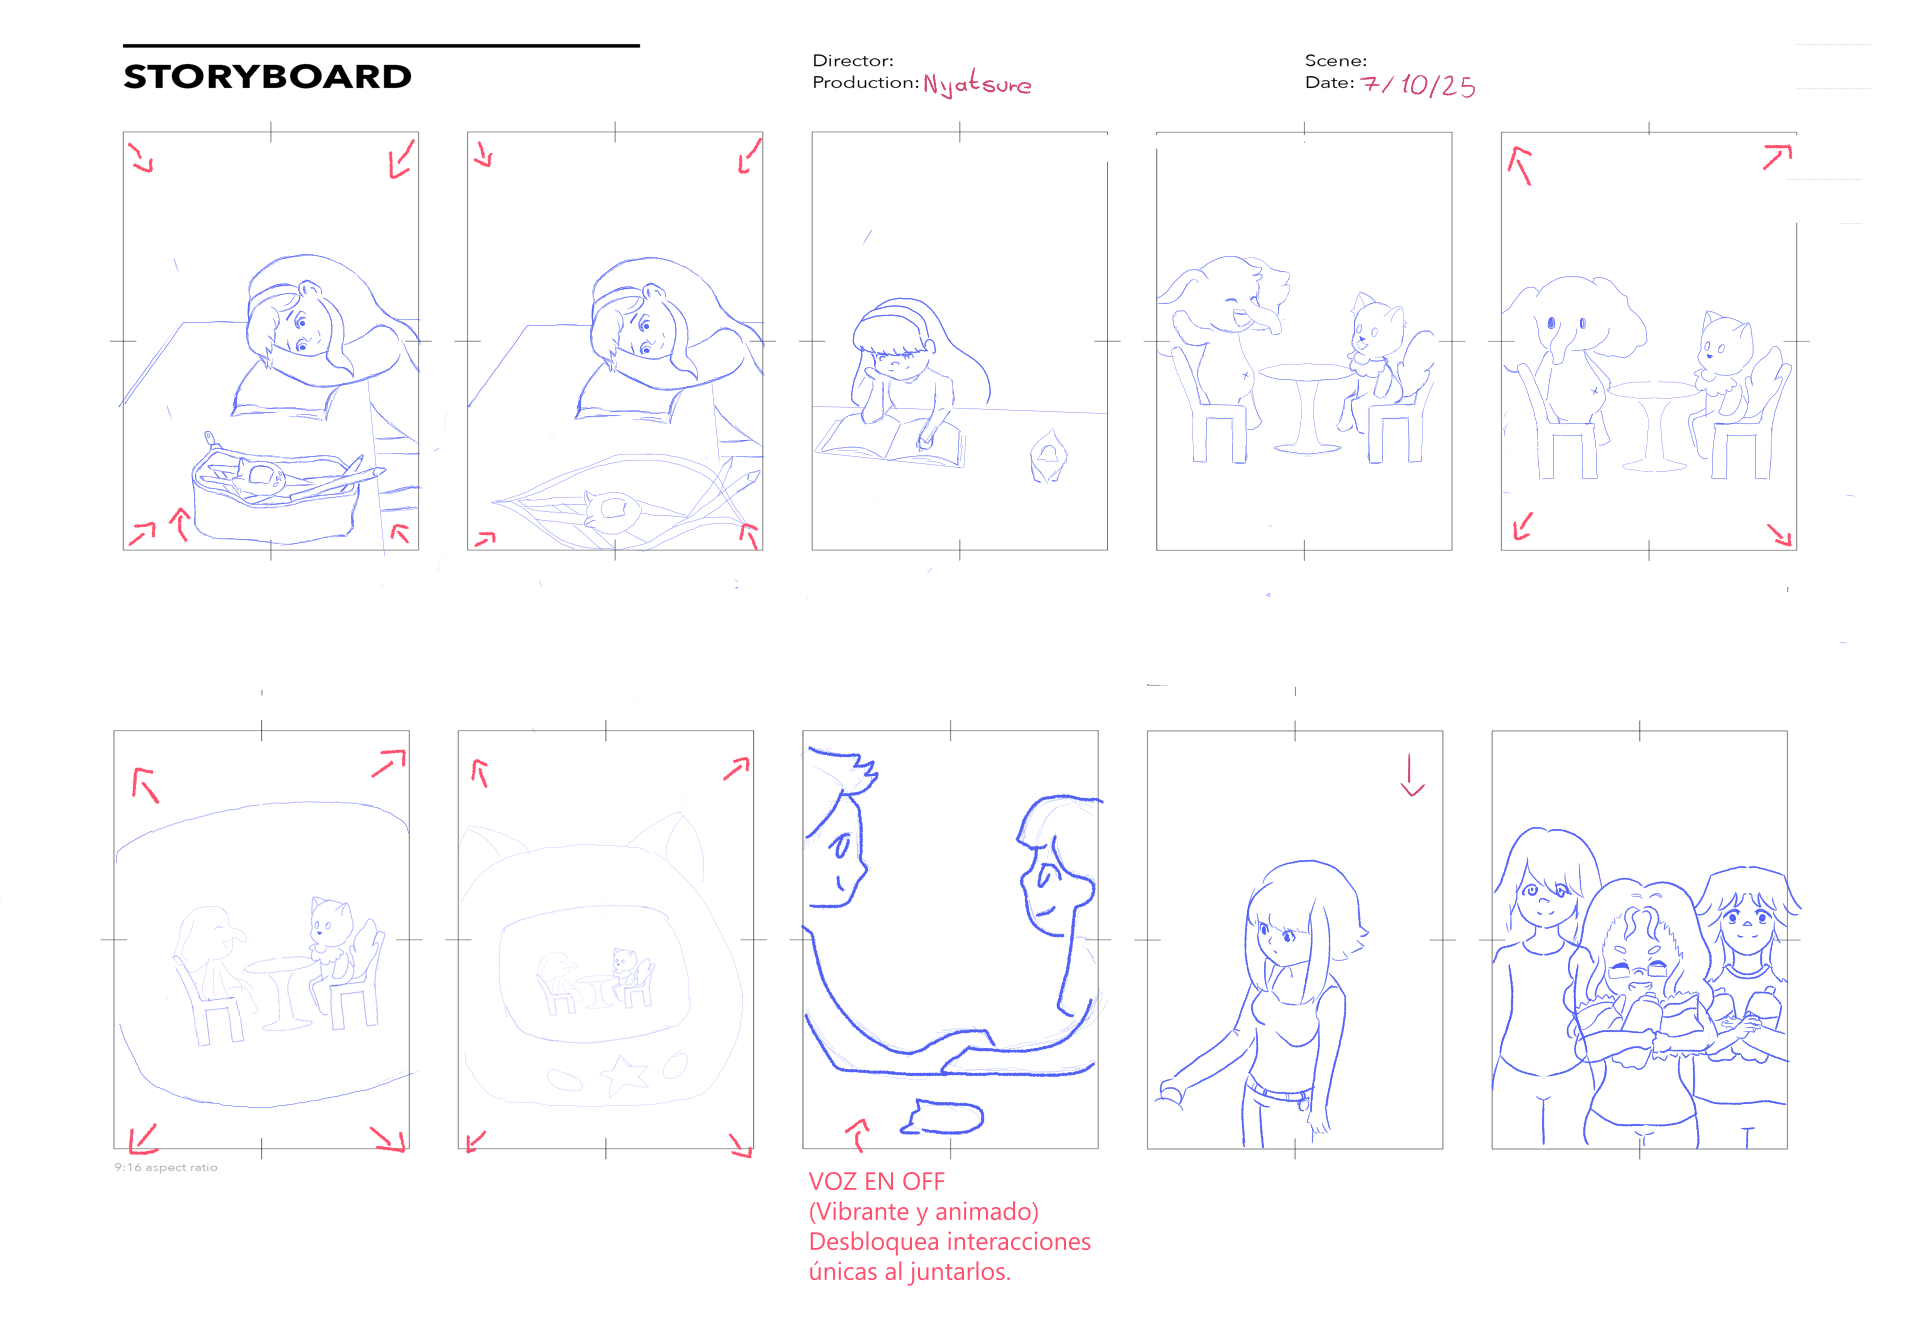 STORYBOARD
Director:
Production: Nyatsure
Scene:
Date: 7/10/25
9:16 aspect ratio
VOZ EN OFF
(Vibrante y animado)
Desbloquea interacciones
únicas al juntarlos.